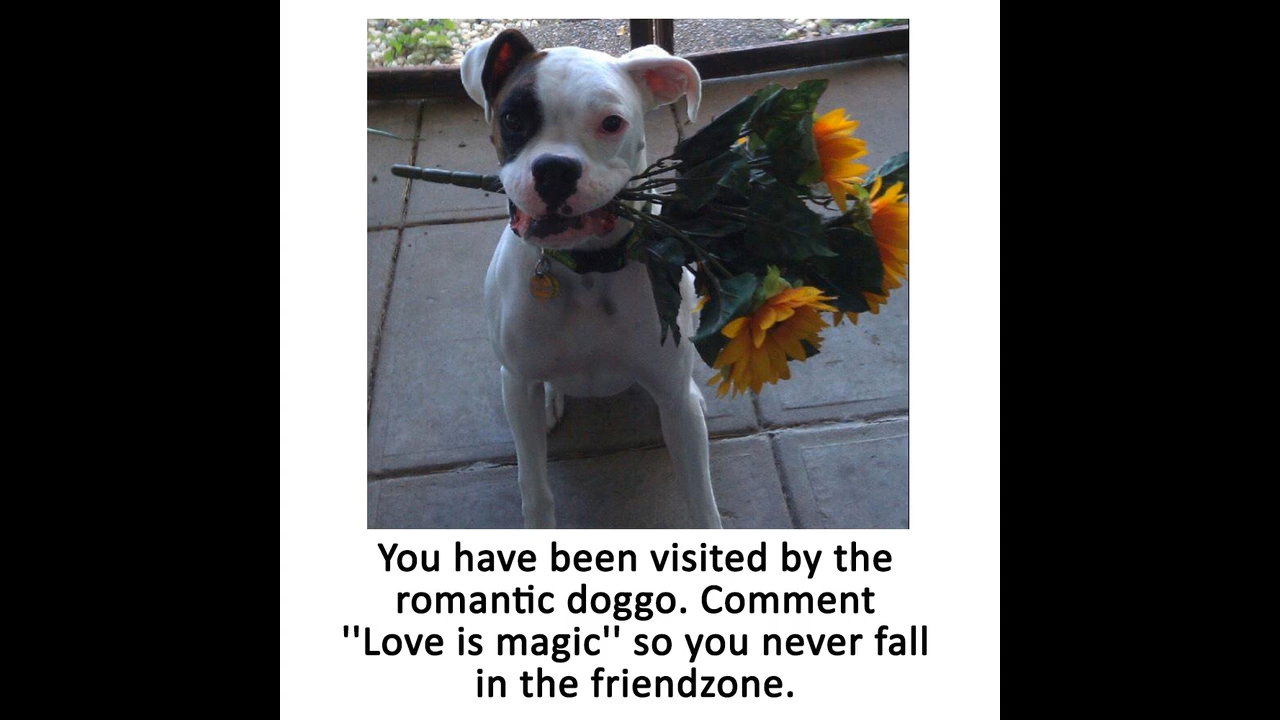 You have been visited by the
romantic doggo. Comment
"Love is magic" so you never fall
in the friendzone.